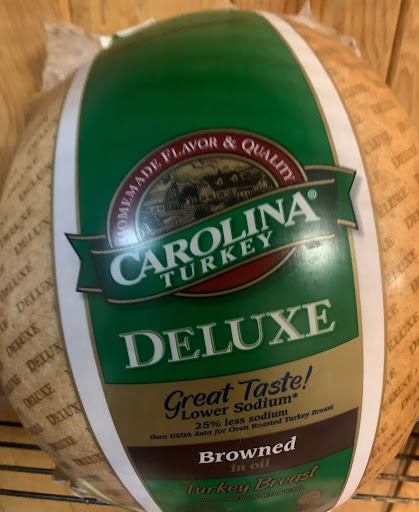 HOMEMADE FLAVOR & QUALITY
CAROLINA®
TURKEY
DELUXE
Great Taste!
Lower Sodium*
25% less sodium
than USDA data for Oven Roasted Turkey Breast
Browned
in oil
Turkey Breast
DELUXE DELUXE DELUXE